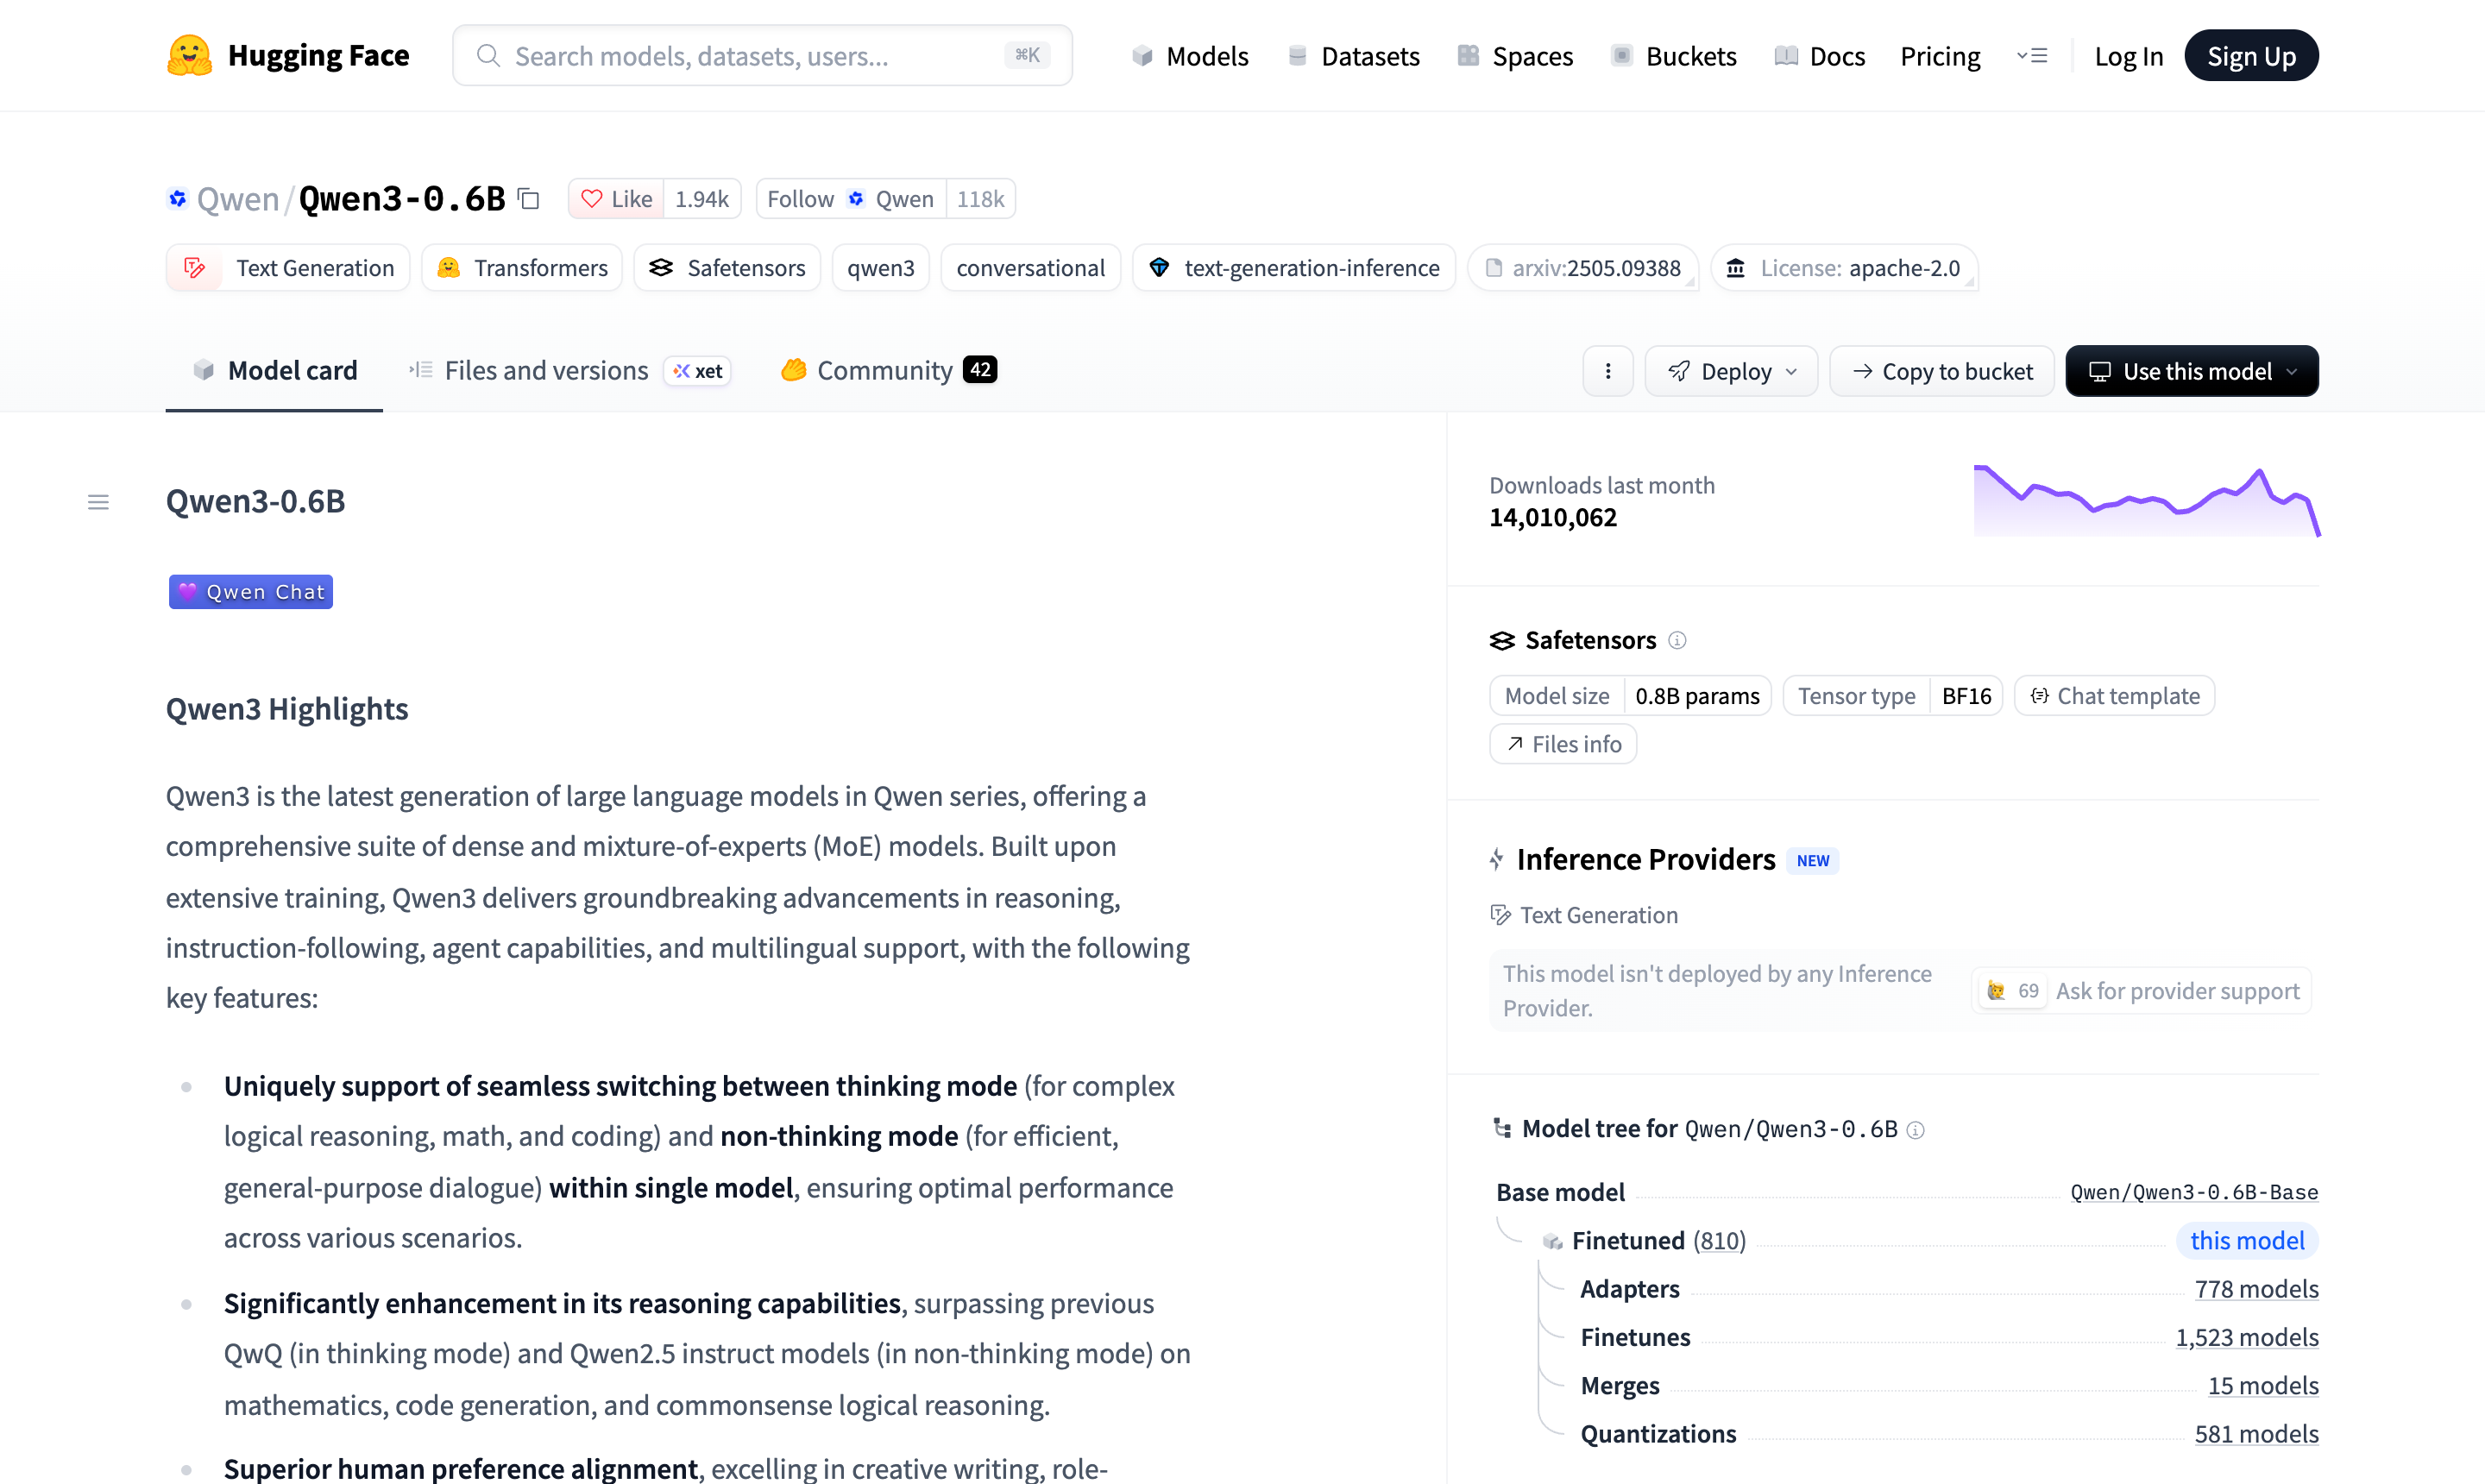 Hugging Face
Search models, datasets, users...
⌘K
Models
Datasets
Spaces
Buckets
Docs
Pricing
Log In
Sign Up
Qwen/Qwen3-0.6B
Like 1.94k
Follow Qwen 118k
Text Generation
Transformers
Safetensors
qwen3
conversational
text-generation-inference
arxiv:2505.09388
License: apache-2.0
Model card
Files and versions
xet
Community 42
Deploy
Copy to bucket
Use this model
Qwen3-0.6B
Qwen Chat
Qwen3 Highlights
Qwen3 is the latest generation of large language models in Qwen series, offering a
comprehensive suite of dense and mixture-of-experts (MoE) models. Built upon
extensive training, Qwen3 delivers groundbreaking advancements in reasoning,
instruction-following, agent capabilities, and multilingual support, with the following
key features:
Uniquely support of seamless switching between thinking mode (for complex
logical reasoning, math, and coding) and non-thinking mode (for efficient,
general-purpose dialogue) within single model, ensuring optimal performance
across various scenarios.
Significantly enhancement in its reasoning capabilities, surpassing previous
QwQ (in thinking mode) and Qwen2.5 instruct models (in non-thinking mode) on
mathematics, code generation, and commonsense logical reasoning.
Superior human preference alignment, excelling in creative writing, role-
Downloads last month
14,010,062
Safetensors
Model size 0.8B params
Tensor type BF16
Chat template
Files info
Inference Providers NEW
Text Generation
This model isn't deployed by any Inference
Provider.
69 Ask for provider support
Model tree for Qwen/Qwen3-0.6B
Base model Qwen/Qwen3-0.6B-Base
Finetuned (810) this model
Adapters 778 models
Finetunes 1,523 models
Merges 15 models
Quantizations 581 models